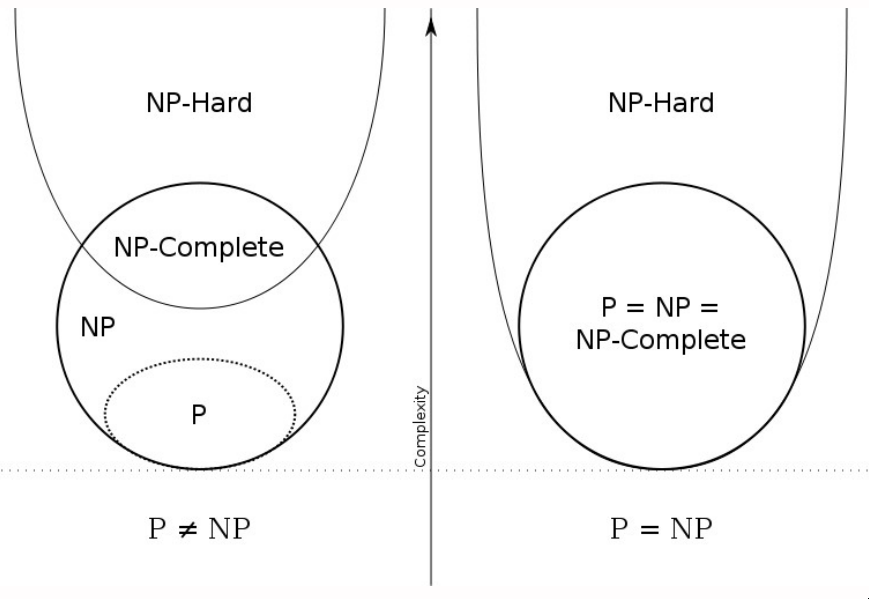 NP-Hard
NP-Complete
NP
P
P ≠ NP
Complexity
NP-Hard
P = NP =
NP-Complete
P = NP